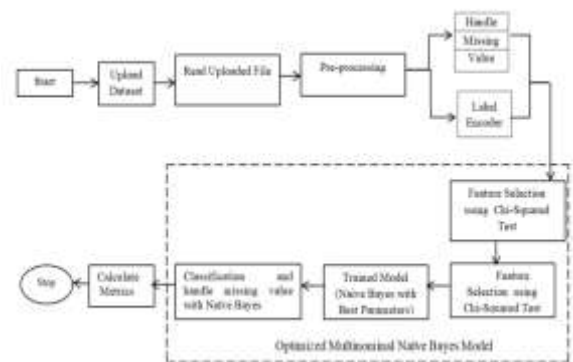 Start
Upload
Dataset
Read Uploaded File
Pre-processing
Handle
Missing
Value
Label
Encoder
Feature Selection
using Chi-Squared
Test
Feature
Selection using
Chi-Squared Test
Trained Model
(Naive Bayes with
Best Parameters)
Classification and
handle missing value
with Naive Bayes
Calculate
Metrics
Stop
Optimized Multinominal Naive Bayes Model